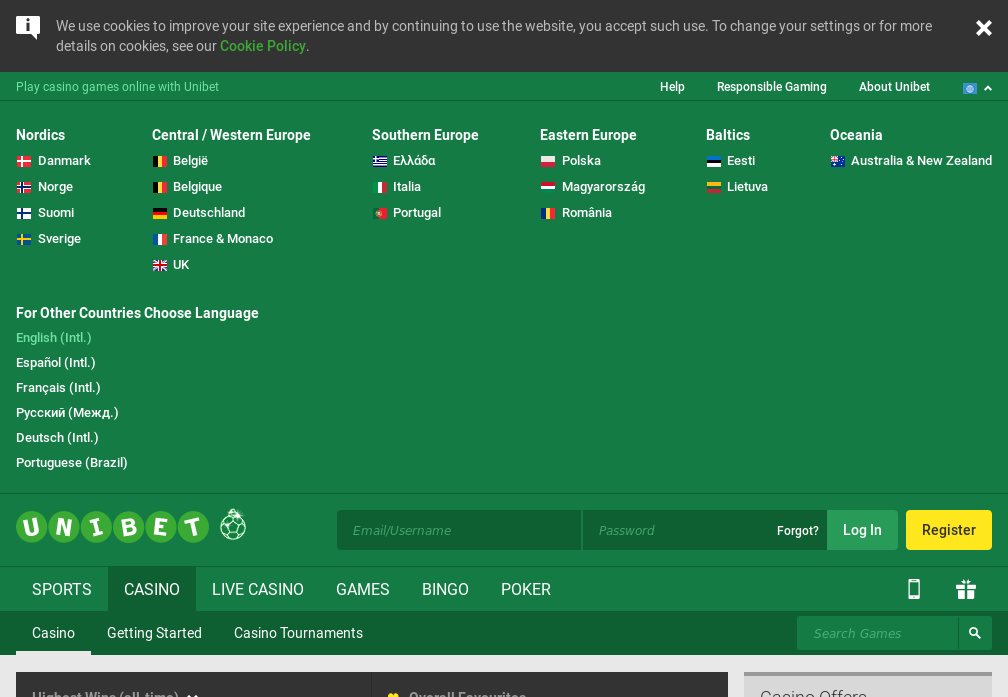 We use cookies to improve your site experience and by continuing to use the website, you accept such use. To change your settings or for more
details on cookies, see our Cookie Policy.
Play casino games online with Unibet
Help
Responsible Gaming
About Unibet
Nordics
Danmark
Norge
Suomi
Sverige
Central / Western Europe
België
Belgique
Deutschland
France & Monaco
UK
Southern Europe
Ελλάδα
Italia
Portugal
Eastern Europe
Polska
Magyarország
România
Baltics
Eesti
Lietuva
Oceania
Australia & New Zealand
For Other Countries Choose Language
English (Intl.)
Español (Intl.)
Français (Intl.)
Русский (Межд.)
Deutsch (Intl.)
Portuguese (Brazil)
UNIBET
Email/Username
Password
Forgot?
Log In
Register
SPORTS
CASINO
LIVE CASINO
GAMES
BINGO
POKER
Casino
Getting Started
Casino Tournaments
Search Games
Highest Wins (all-time)
Overall Favourites
Casino Offers